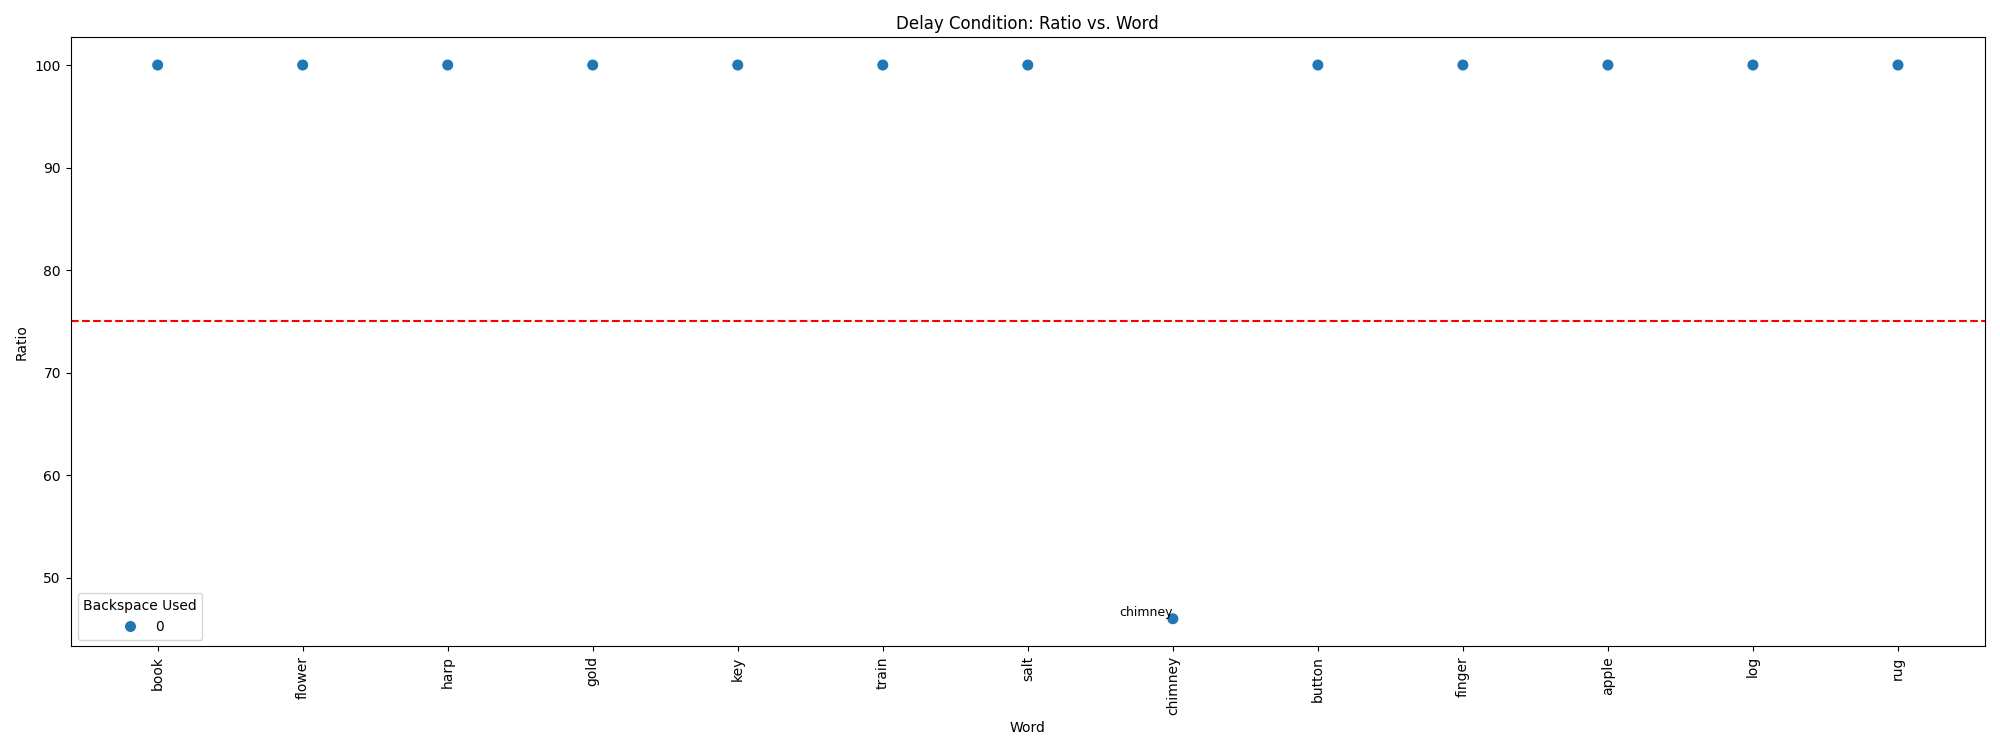 Delay Condition: Ratio vs. Word
Ratio
100
90
80
70
60
50
chimney
Backspace Used
0
book
flower
harp
gold
key
train
salt
chimney
button
finger
apple
log
rug
Word